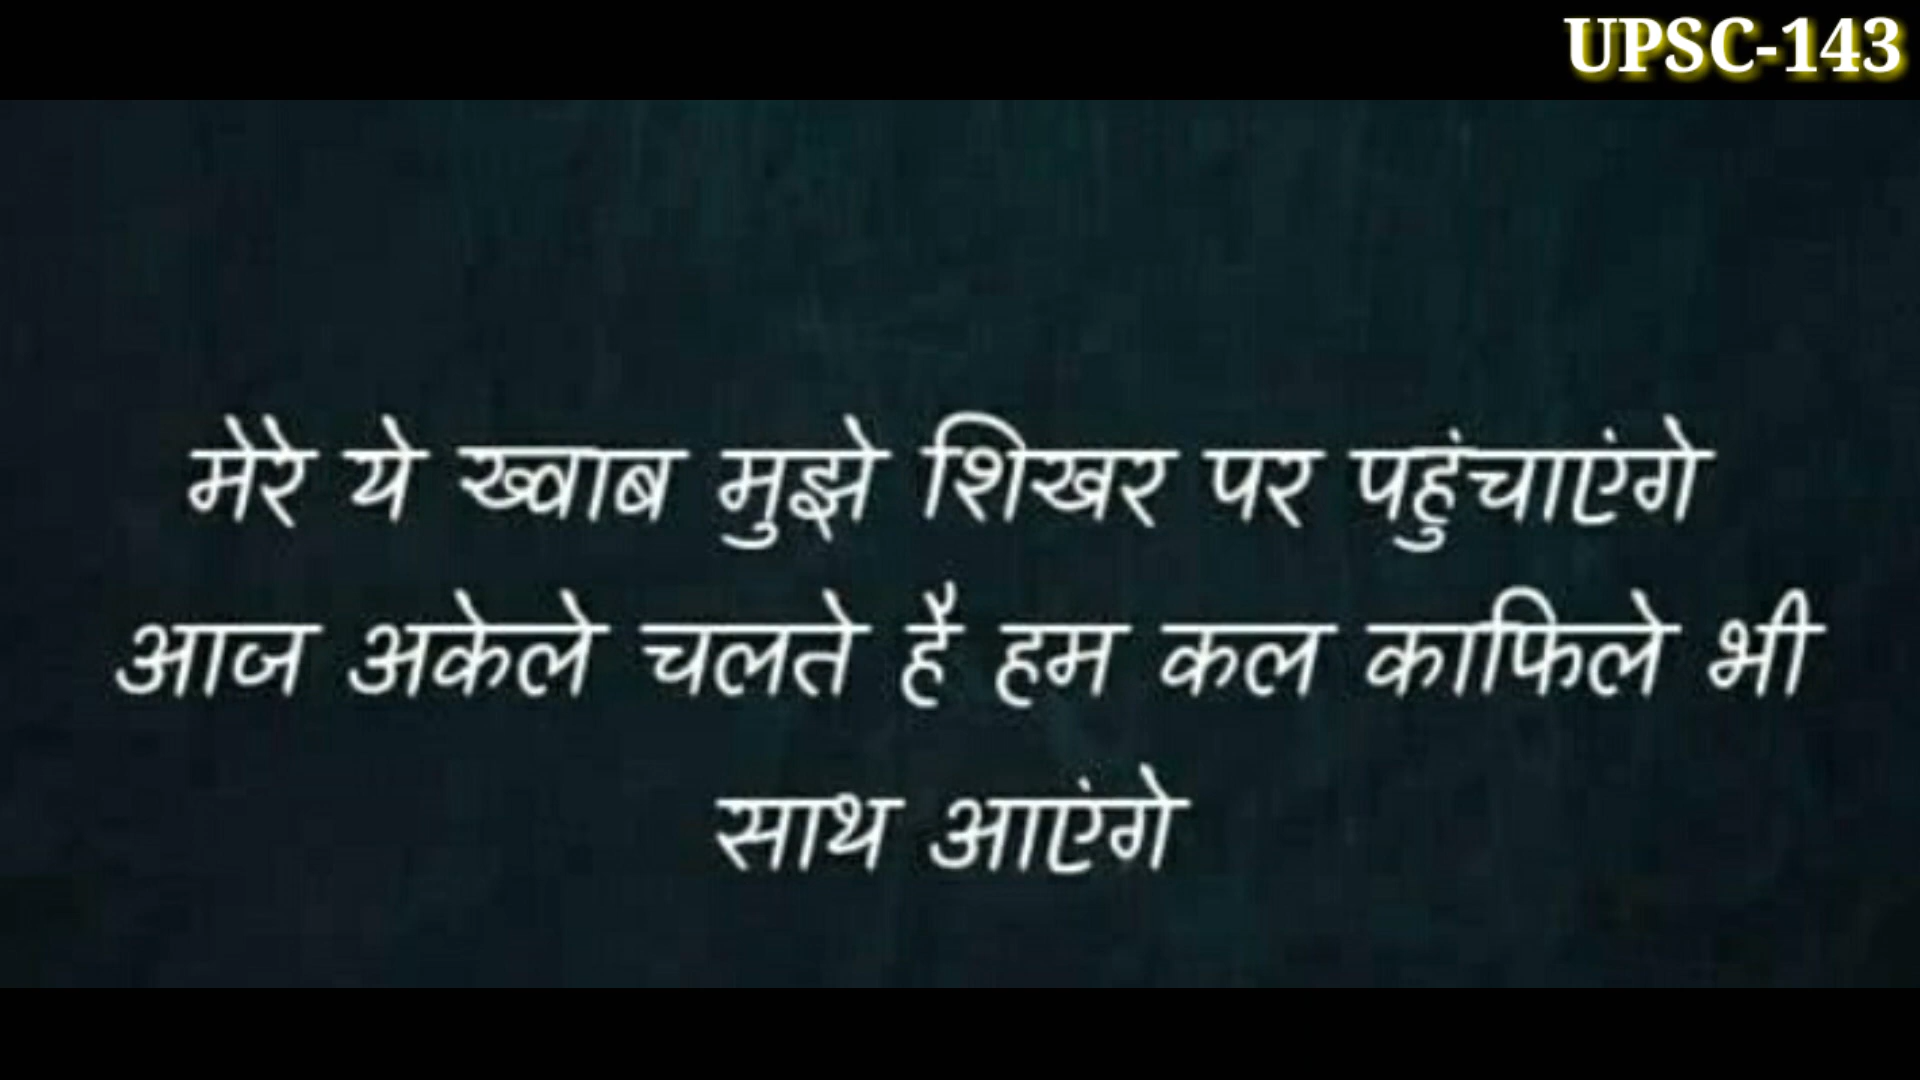 UPSC-143
मेरे ये ख्वाब मुझे शिखर पर पहुंचाएंगे
आज अकेले चलते है हम कल काफिले भी
साथ आएंगे